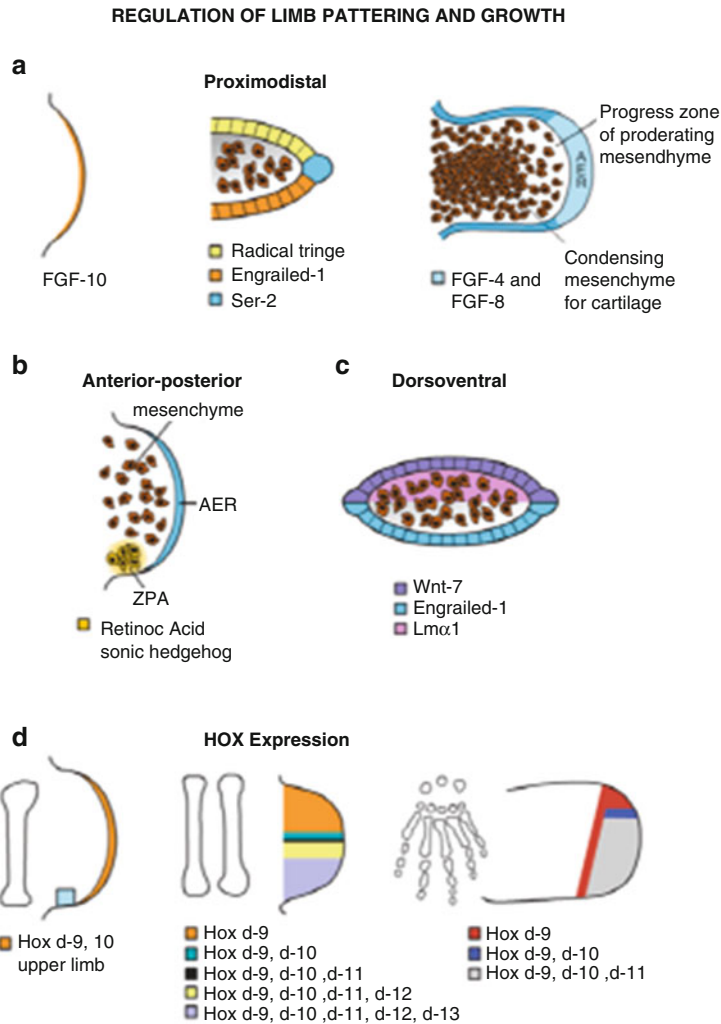 REGULATION OF LIMB PATTERING AND GROWTH
a
Proximodistal
FGF-10
Radical tringe
Engrailed-1
Ser-2
AER
Progress zone
of proderating
mesendhyme
FGF-4 and
FGF-8
Condensing
mesenchyme
for cartilage
b
Anterior-posterior
mesenchyme
AER
ZPA
Retinoc Acid
sonic hedgehog
c
Dorsoventral
Wnt-7
Engrailed-1
Lmα1
d
HOX Expression
Hox d-9, 10
upper limb
Hox d-9
Hox d-9, d-10
Hox d-9, d-10 ,d-11
Hox d-9, d-10 ,d-11, d-12
Hox d-9, d-10 ,d-11, d-12, d-13
Hox d-9
Hox d-9, d-10
Hox d-9, d-10 ,d-11